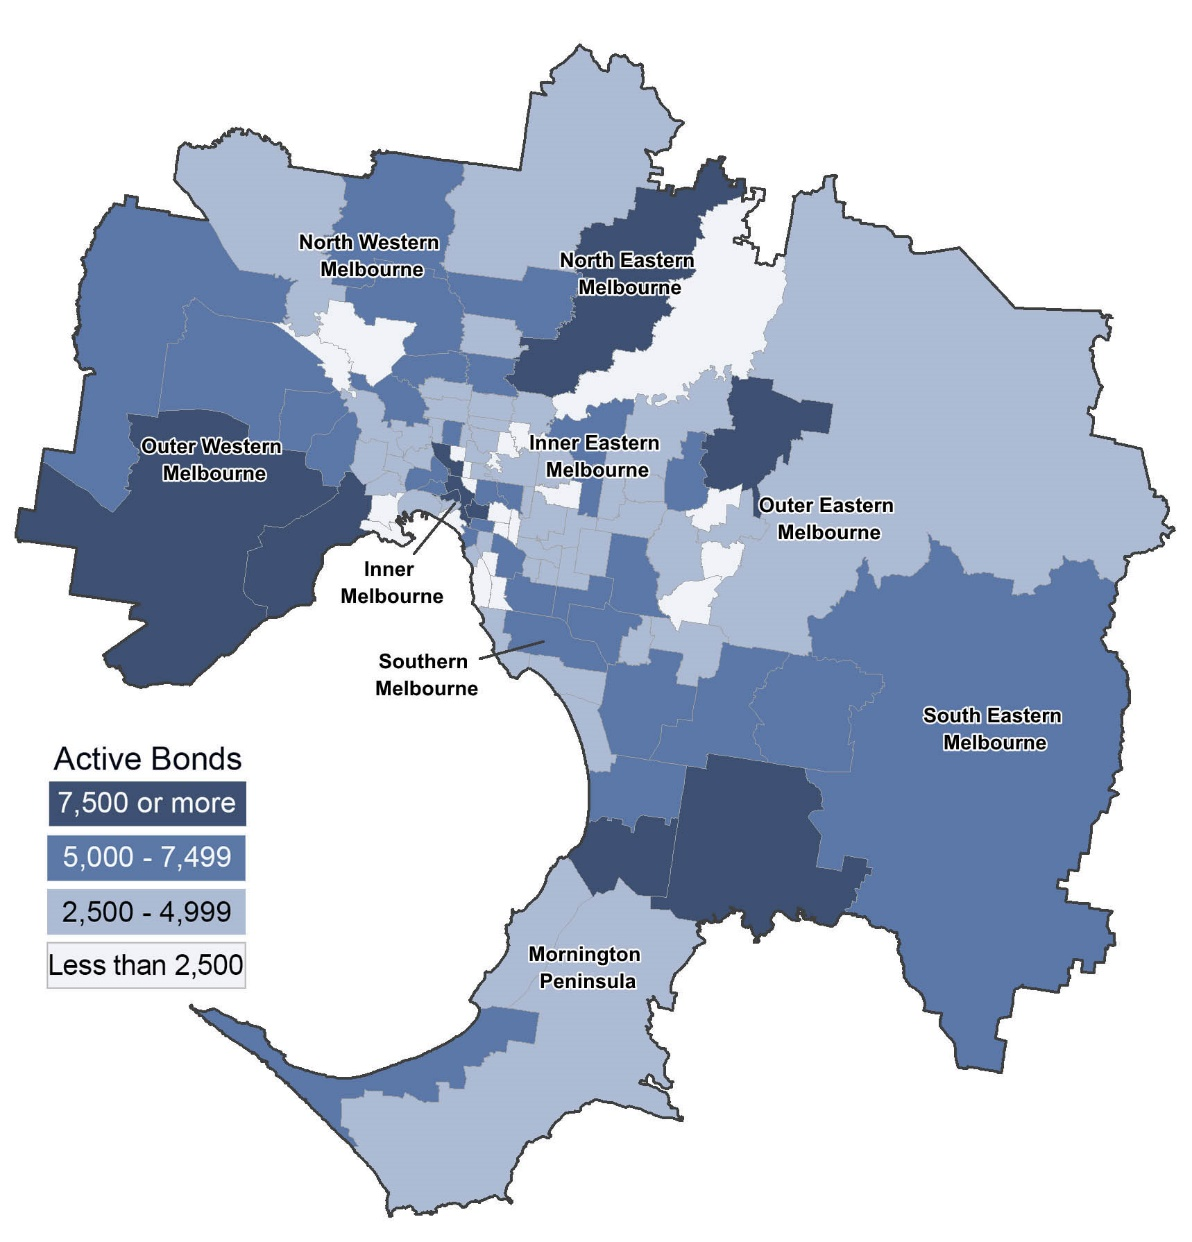 North Western
Melbourne
North Eastern
Melbourne
Outer Western
Melbourne
Inner Eastern
Melbourne
Outer Eastern
Melbourne
Inner
Melbourne
Southern
Melbourne
South Eastern
Melbourne
Active Bonds
7,500 or more
5,000 - 7,499
2,500 - 4,999
Less than 2,500
Mornington
Peninsula